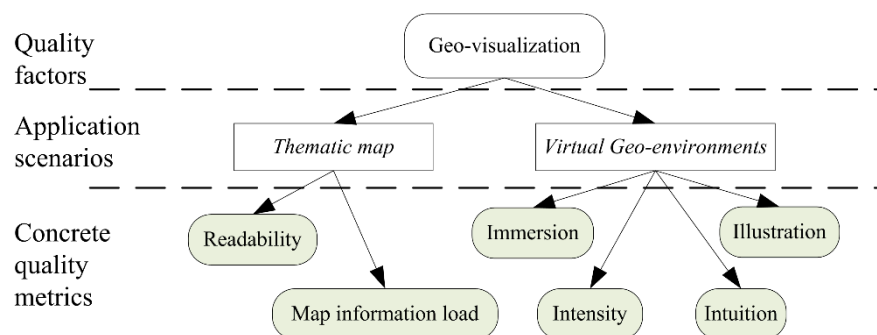 Quality
factors
Geo-visualization
Application
scenarios
Thematic map
Virtual Geo-environments
Concrete
quality
metrics
Readability
Immersion
Illustration
Map information load
Intensity
Intuition